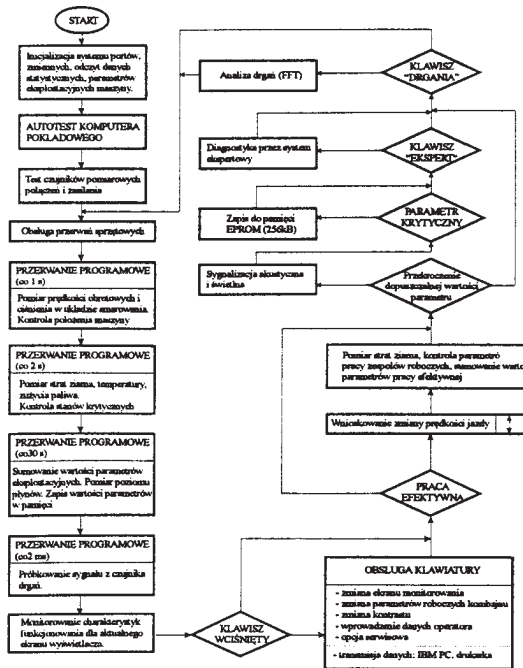 START
Inicjalizacja systemu portów,
zmiennych, odczyt danych
statystycznych, parametrów
eksploatacyjnych maszyny.
AUTOTEST KOMPUTERA
POKŁADOWEGO
Test czujników pomiarowych
połączeń i zasilania
Obsługa przerwań sprzętowych
PRZERWANIE PROGRAMOWE
(co 1 s)
Pomiar prędkości obrotowych i
ciśnienia w układzie smarowania.
Kontrola położenia maszyny
PRZERWANIE PROGRAMOWE
(co 2 s)
Pomiar strat ziarna, temperatury,
zużycia paliwa.
Kontrola stanów krytycznych
PRZERWANIE PROGRAMOWE
(co30 s)
Sumowanie wartości parametrów
eksploatacyjnych. Pomiar poziomu
płynów. Zapis wartości parametrów
w pamięci
PRZERWANIE PROGRAMOWE
(co2 ms)
Próbkowanie sygnału z czujnika
drgań.
Monitorowanie charakterystyk
funkcjonowania dla aktualnego
ekranu wyświetlacza.
KLAWISZ
WCIŚNIĘTY
OBSŁUGA KLAWIATURY
- zmiana ekranu monitorowania
- zmiana parametrów roboczych kombajnu
- zmiana kontrastu
- wprowadzanie danych operatora
- opcja serwisowa
- transmisja danych: IBM PC, drukarka
PRACA
EFEKTYWNA
Wnioskowanie zmiany prędkości jazdy
Pomiar strat ziarna, kontrola parametró
pracy zespołów roboczych, sumowanie warto
parametrów pracy efektywnej
Przekroczenie
dopuszczalnej wartości
parametru
Sygnalizacja akustyczna
i świetlna
PARAMETR
KRYTYCZNY
Zapis do pamięci
EPROM (256kB)
KLAWISZ
"EKSPERT"
Diagnostyka przez system
ekspertowy
KLAWISZ
"DRGANIA"
Analiza drgań (FFT)